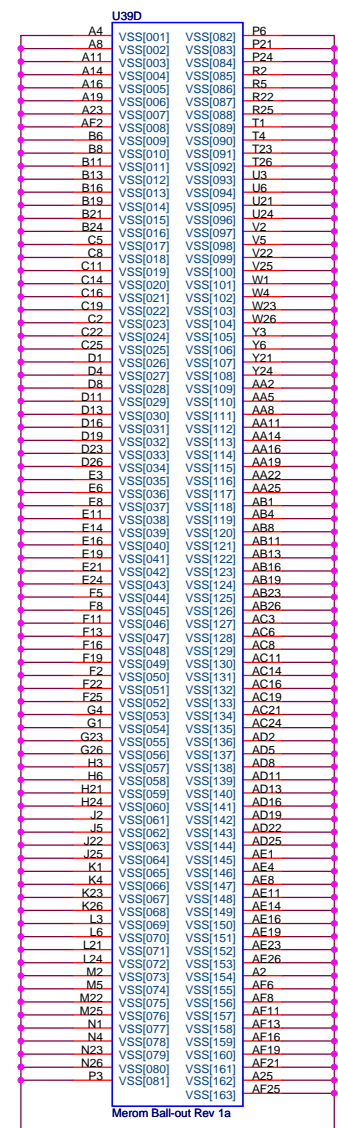 U39D
A4 VSS[001] VSS[082] P6
A8 VSS[002] VSS[083] P21
A11 VSS[003] VSS[084] P24
A14 VSS[004] VSS[085] R2
A16 VSS[005] VSS[086] R5
A19 VSS[006] VSS[087] R22
A23 VSS[007] VSS[088] R25
AF2 VSS[008] VSS[089] T1
B6 VSS[009] VSS[090] T4
B8 VSS[010] VSS[091] T23
B11 VSS[011] VSS[092] T26
B13 VSS[012] VSS[093] U3
B16 VSS[013] VSS[094] U6
B19 VSS[014] VSS[095] U21
B21 VSS[015] VSS[096] U24
B24 VSS[016] VSS[097] V2
C5 VSS[017] VSS[098] V5
C8 VSS[018] VSS[099] V22
C11 VSS[019] VSS[100] V25
C14 VSS[020] VSS[101] W1
C16 VSS[021] VSS[102] W4
C19 VSS[022] VSS[103] W23
C2 VSS[023] VSS[104] W26
C22 VSS[024] VSS[105] Y3
C25 VSS[025] VSS[106] Y6
D1 VSS[026] VSS[107] Y21
D4 VSS[027] VSS[108] Y24
D8 VSS[028] VSS[109] AA2
D11 VSS[029] VSS[110] AA5
D13 VSS[030] VSS[111] AA8
D16 VSS[031] VSS[112] AA11
D19 VSS[032] VSS[113] AA14
D23 VSS[033] VSS[114] AA16
D26 VSS[034] VSS[115] AA19
E3 VSS[035] VSS[116] AA22
E6 VSS[036] VSS[117] AA25
E8 VSS[037] VSS[118] AB1
E11 VSS[038] VSS[119] AB4
E14 VSS[039] VSS[120] AB8
E16 VSS[040] VSS[121] AB11
E19 VSS[041] VSS[122] AB13
E21 VSS[042] VSS[123] AB16
E24 VSS[043] VSS[124] AB19
F5 VSS[044] VSS[125] AB23
F8 VSS[045] VSS[126] AB26
F11 VSS[046] VSS[127] AC3
F13 VSS[047] VSS[128] AC6
F16 VSS[048] VSS[129] AC8
F19 VSS[049] VSS[130] AC11
F2 VSS[050] VSS[131] AC14
F22 VSS[051] VSS[132] AC16
F25 VSS[052] VSS[133] AC19
G4 VSS[053] VSS[134] AC21
G1 VSS[054] VSS[135] AC24
G23 VSS[055] VSS[136] AD2
G26 VSS[056] VSS[137] AD5
H3 VSS[057] VSS[138] AD8
H6 VSS[058] VSS[139] AD11
H21 VSS[059] VSS[140] AD13
H24 VSS[060] VSS[141] AD16
J2 VSS[061] VSS[142] AD19
J5 VSS[062] VSS[143] AD22
J22 VSS[063] VSS[144] AD25
J25 VSS[064] VSS[145] AE1
K1 VSS[065] VSS[146] AE4
K4 VSS[066] VSS[147] AE8
K23 VSS[067] VSS[148] AE11
K26 VSS[068] VSS[149] AE14
L3 VSS[069] VSS[150] AE16
L6 VSS[070] VSS[151] AE19
L21 VSS[071] VSS[152] AE23
L24 VSS[072] VSS[153] AE26
M2 VSS[073] VSS[154] A2
M5 VSS[074] VSS[155] AF6
M22 VSS[075] VSS[156] AF8
M25 VSS[076] VSS[157] AF11
N1 VSS[077] VSS[158] AF13
N4 VSS[078] VSS[159] AF16
N23 VSS[079] VSS[160] AF19
N26 VSS[080] VSS[161] AF21
P3 VSS[081] VSS[162] A25
VSS[163] AF25
Merom Ball-out Rev 1a